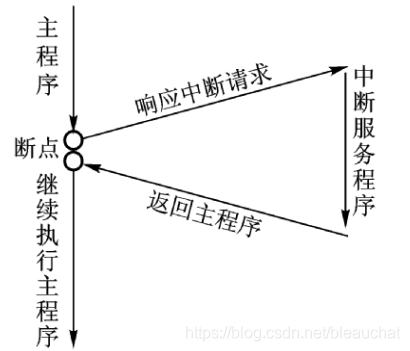 主程序
响应中断请求
中断服务程序
断点
返回主程序
继续执行主程序
https://blog.csdn.net/bleauchat